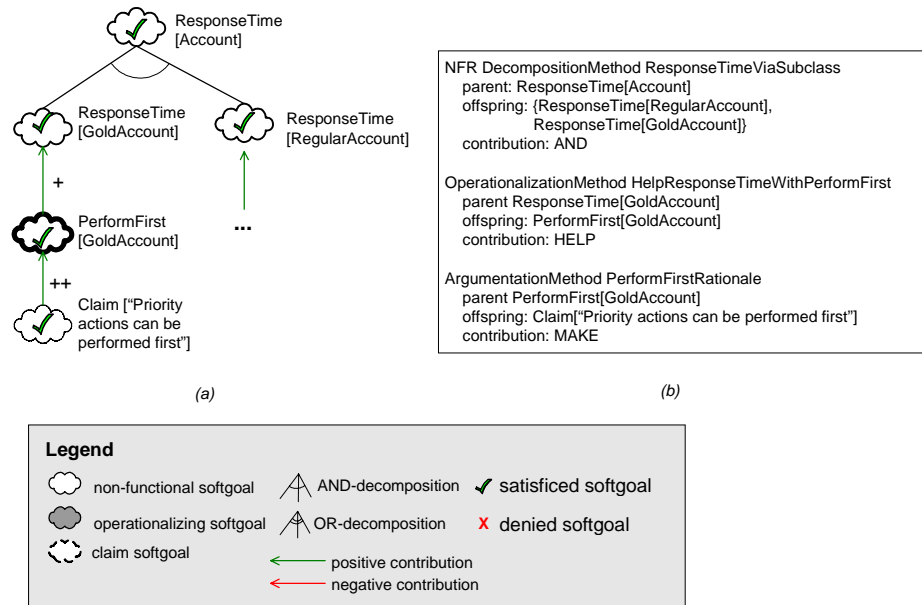 ResponseTime
[Account]
ResponseTime
[GoldAccount]
ResponseTime
[RegularAccount]
+
PerformFirst
[GoldAccount]
...
++
Claim [“Priority
actions can be
performed first”]
(a)
NFR DecompositionMethod ResponseTimeViaSubclass
parent: ResponseTime[Account]
offspring: {ResponseTime[RegularAccount],
ResponseTime[GoldAccount]}
contribution: AND
OperationalizationMethod HelpResponseTimeWithPerformFirst
parent ResponseTime[GoldAccount]
offspring: PerformFirst[GoldAccount]
contribution: HELP
ArgumentationMethod PerformFirstRationale
parent PerformFirst[GoldAccount]
offspring: Claim[“Priority actions can be performed first”]
contribution: MAKE
(b)
Legend
non-functional softgoal
operationalizing softgoal
claim softgoal
AND-decomposition
OR-decomposition
positive contribution
negative contribution
satisficed softgoal
X denied softgoal